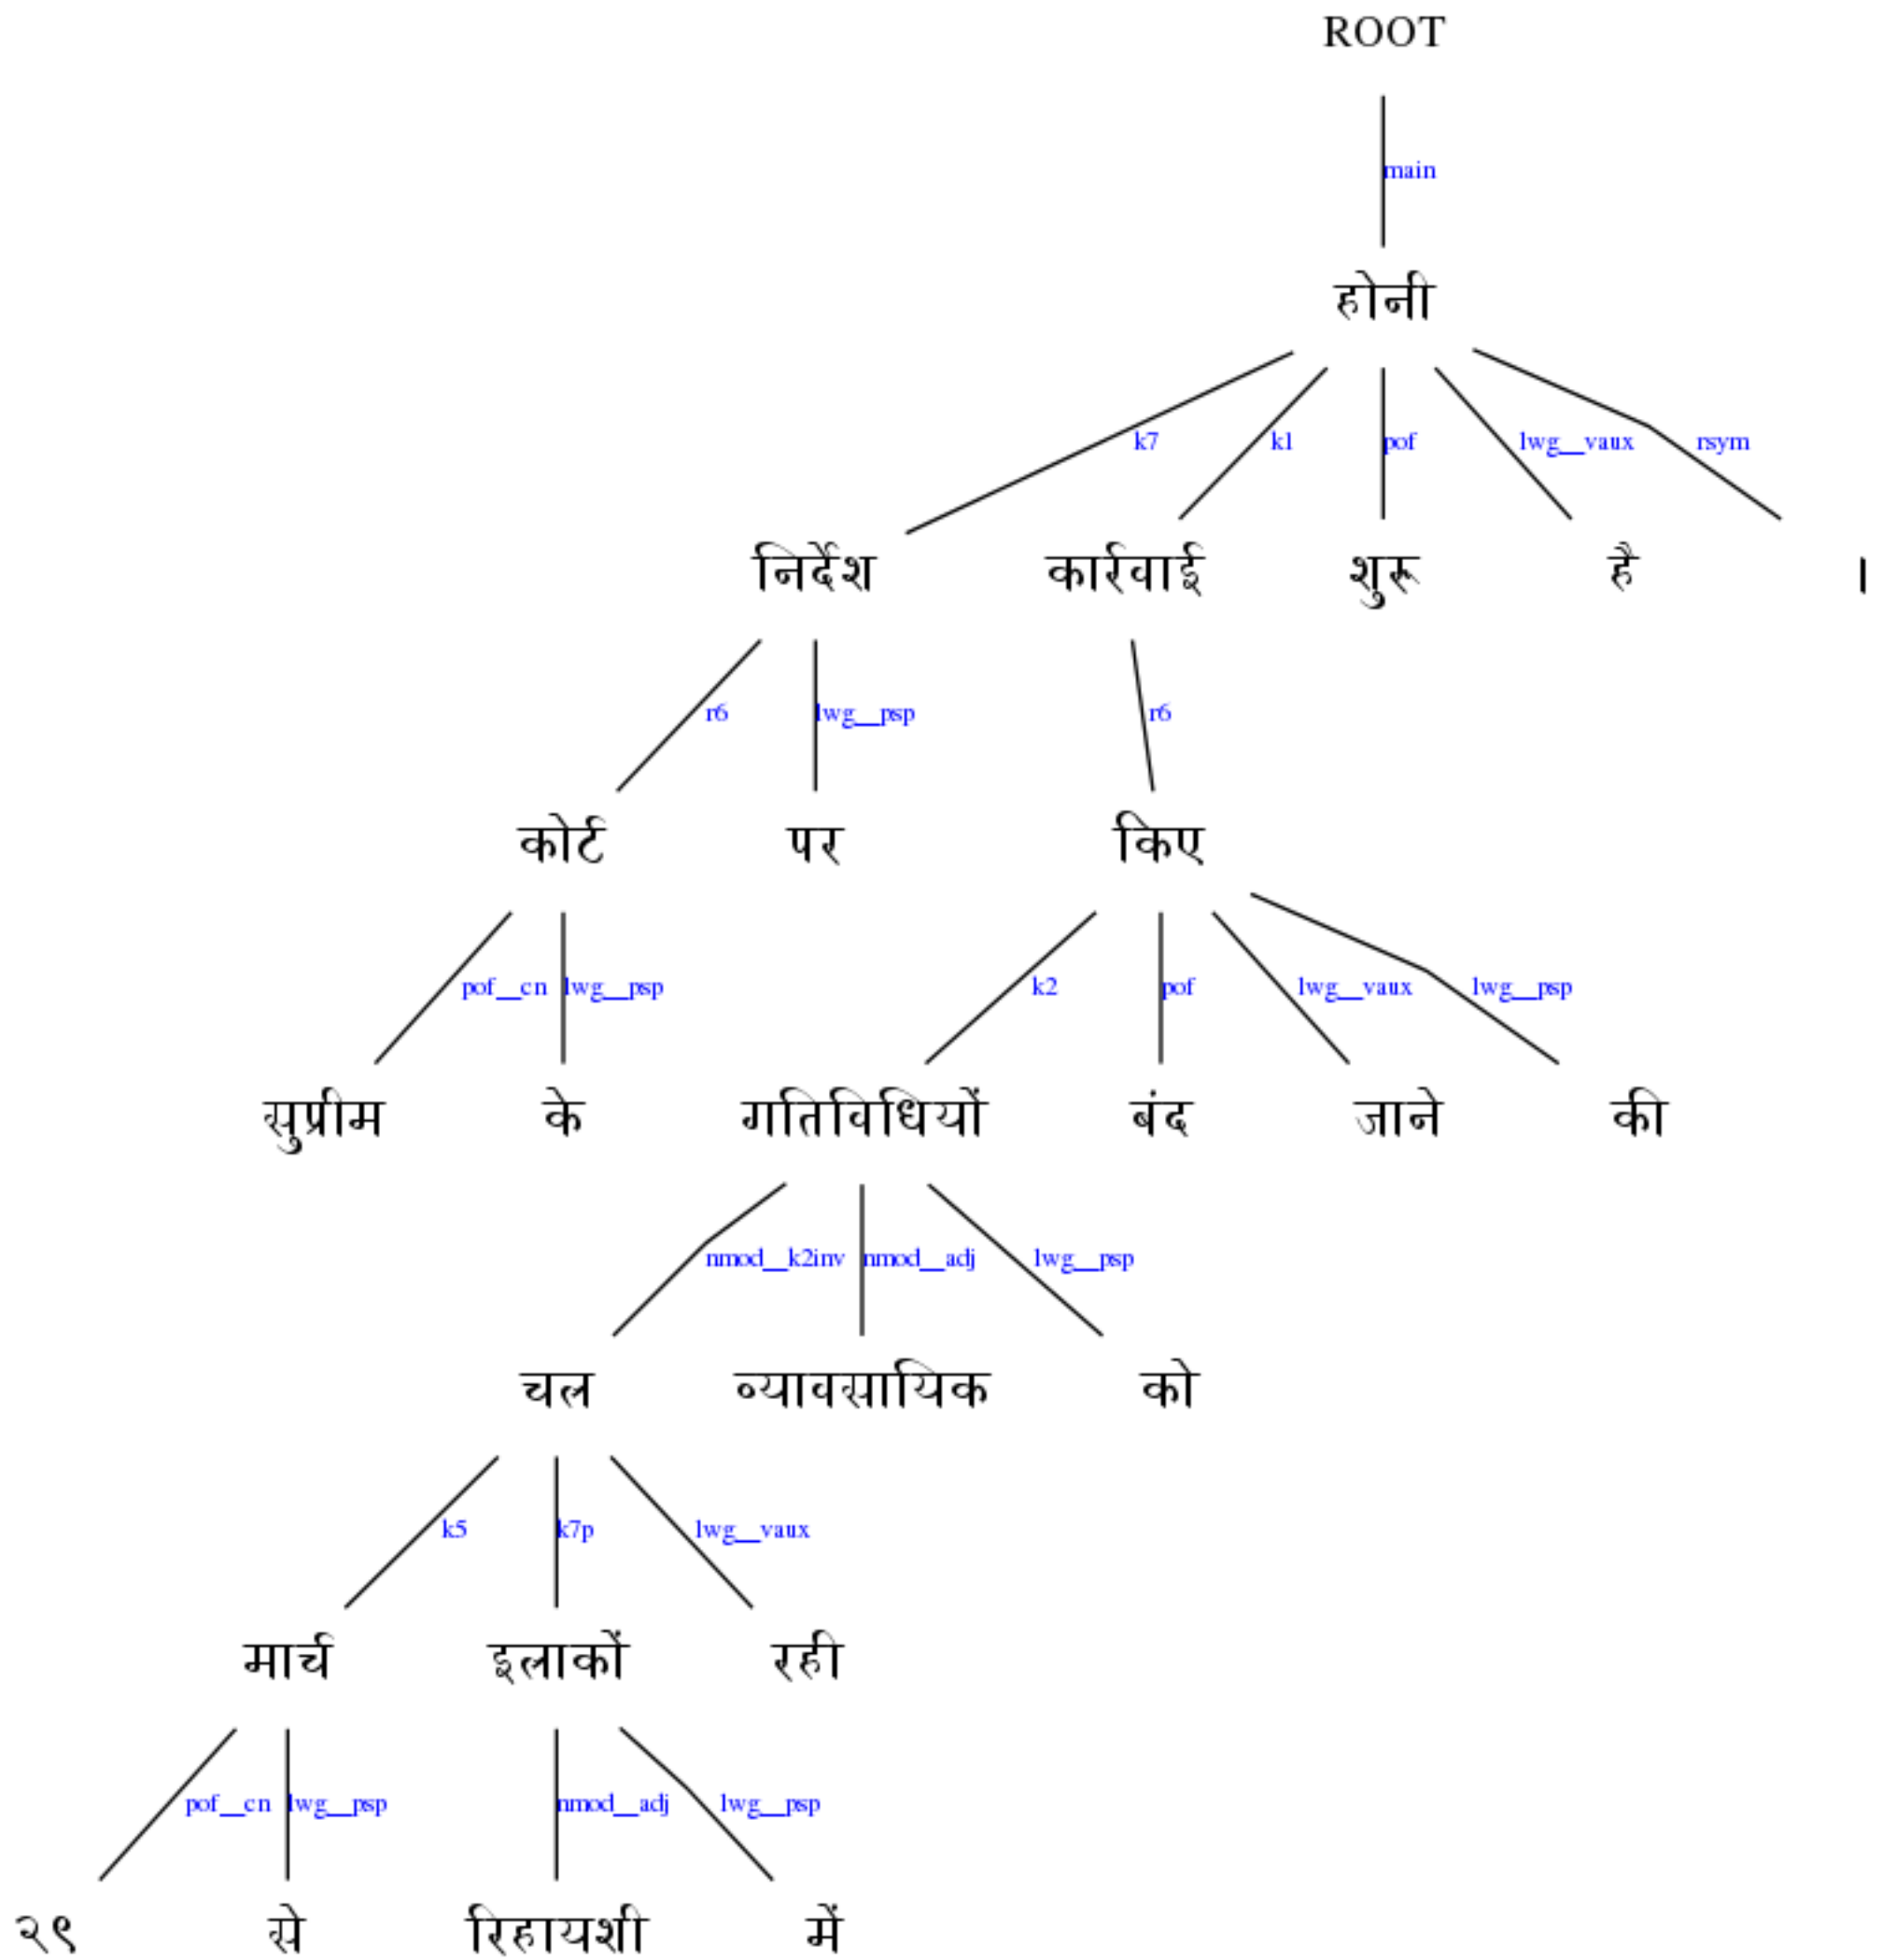 ROOT
main
होनी
k7 k1 pof lwg__vaux rsym
निर्देश कार्रवाई शुरू है ।
r6 lwg__psp r6
कोर्ट पर किए
pof__cn lwg__psp k2 pof lwg__vaux lwg__psp
सुप्रीम के गतिविधियों बंद जाने की
nmod__k2inv nmod__adj lwg__psp
चल व्यावसायिक को
k5 k7p lwg__vaux
मार्च इलाकों रही
pof__cn lwg__psp nmod__adj lwg__psp
२९ से रिहायशी में